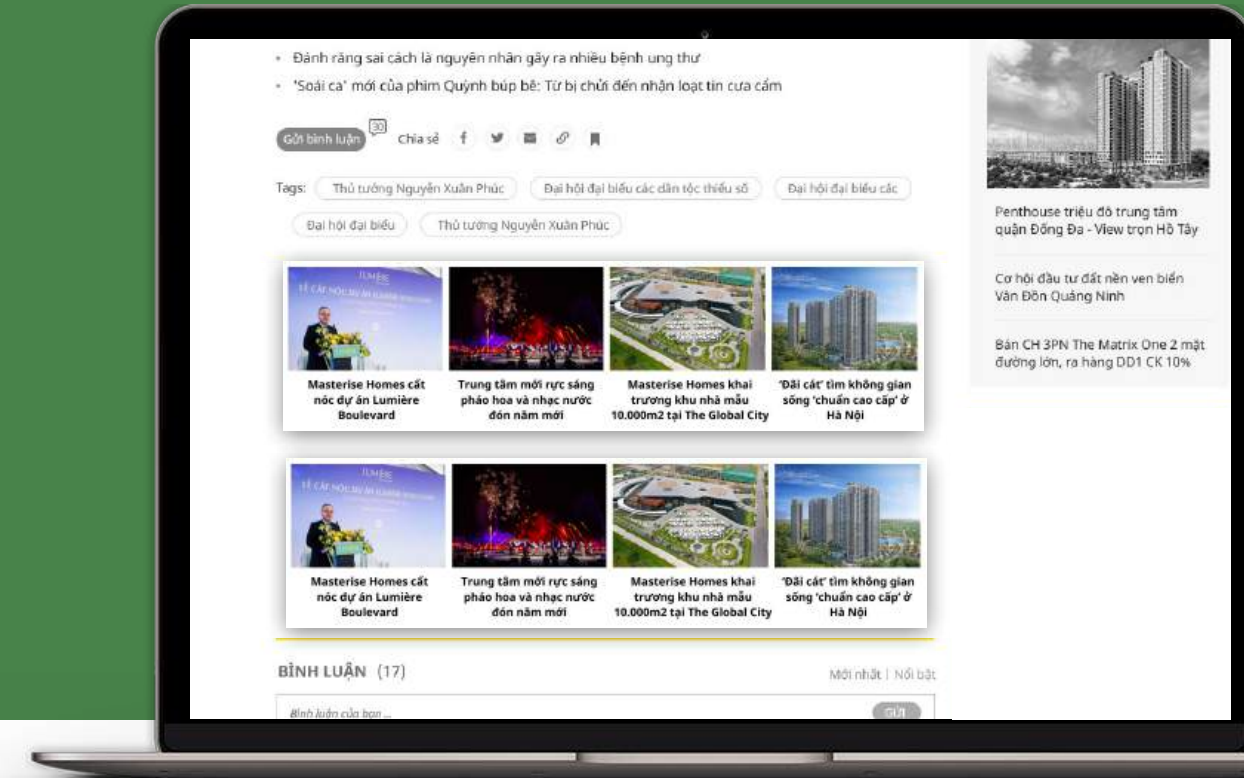 Đánh răng sai cách là nguyên nhân gây ra nhiều bệnh ung thư
'Soái ca' mới của phim Quỳnh búp bê: Từ bị chửi đến nhận loạt tin cưa cẩm
Gửi bình luận 30 Chia sẻ
Tags: Thủ tướng Nguyễn Xuân Phúc Đại hội đại biểu các dân tộc thiểu số Đại hội đại biểu các
Đại hội đại biểu Thủ tướng Nguyễn Xuân Phúc
LUMIÈRE
Masterise Homes cất
nóc dự án Lumière
Boulevard
Trung tâm mới rực sáng
pháo hoa và nhạc nước
đón năm mới
Masterise Homes khai
trương khu nhà mẫu
10.000m2 tại The Global City
'Đãi cát' tìm không gian
sống 'chuẩn cao cấp' ở
Hà Nội
LUMIÈRE
Masterise Homes cất
nóc dự án Lumière
Boulevard
Trung tâm mới rực sáng
pháo hoa và nhạc nước
đón năm mới
Masterise Homes khai
trương khu nhà mẫu
10.000m2 tại The Global City
'Đãi cát' tìm không gian
sống 'chuẩn cao cấp' ở
Hà Nội
BÌNH LUẬN (17)
Mới nhất | Nổi bật
Bình luận của bạn ...
GỬI
Penthouse triệu đô trung tâm
quận Đống Đa - View trọn Hồ Tây
Cơ hội đầu tư đất nền ven biển
Vân Đồn Quảng Ninh
Bán CH 3PN The Matrix One 2 mặt
đường lớn, ra hàng DD1 CK 10%